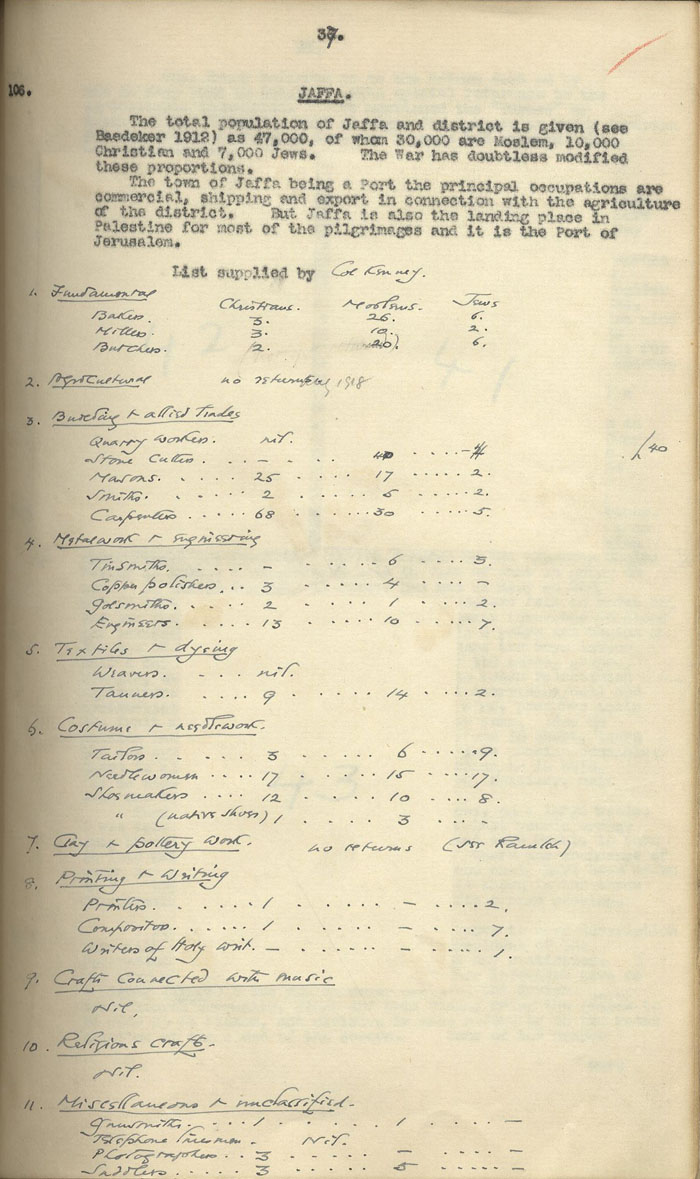 37.
106.
JAFFA.
The total population of Jaffa and district is given (see
Baedeker 1912) as 47,000, of whom 30,000 are Moslem, 10,000
Christian and 7,000 Jews. The War has doubtless modified
these proportions.
The town of Jaffa being a Port the principal occupations are
commercial, shipping and export in connection with the agriculture
of the district. But Jaffa is also the landing place in
Palestine for most of the pilgrimages and it is the Port of
Jerusalem.
List supplied by Col Kenney.
1. Fundamental
Christians. Moslems. Jews
Bakers. 3. 26. 6.
Millers. 3. 10. 2.
Butchers. 2. 20. 6.
2. Agricultural no returns 1918
3. Building & allied Trades
Quarry workers. nil.
Stone Cutters . . - . . . . . 40 . . . . - 
/40
Masons. . . . . . 25 . . . . . 17 . . . . 2.
Smiths. . . . . . 2 . . . . . 6 . . . . 2.
Carpenters . . . . . 68 . . . . . 30 . . . . 5.
4. Metalwork & Engineering
Tinsmiths. . . . . - . . . . . 6 . . . . 3.
Copper polishers . . . 3 . . . . . 4 . . . . -
Goldsmiths. . . . . 2 . . . . . 1 . . . . 2.
Engineers. . . . . 13 . . . . . 10 . . . . 7.
5. Textiles & dyeing
Weavers. . . . nil.
Tanners. . . . . 9 . . . . . 14 . . . . 2.
6. Costume & needlework.
Tailors . . . . . . 3 . . . . . 6 . . . . . 9.
Needlewomen . . . . 17 . . . . . 15 . . . . 17.
Shoemakers . . . . 12 . . . . . 10 . . . . 8.
" (native shoes) 1 . . . . . 3 . . . . -
7. Clay & pottery work. no returns (see Ramleh)
8. Printing & Writing
Printers. . . . . . 1 . . . . . - . . . . 2.
Compositors. . . . . 1 . . . . . - . . . . 7.
Writers of Holy writ. - . . . . . - . . . . 1.
9. Crafts Connected with music
Nil.
10. Religious crafts.
Nil.
11. Miscellaneous & unclassified.
Gunsmiths. . . . . 1 . . . . . 1 . . . . -
Telephone linesmen. Nil.
Photographers . . 3 . . . . . - . . . . -
Saddlers . . . . 3 . . . . . 5 . . . . -